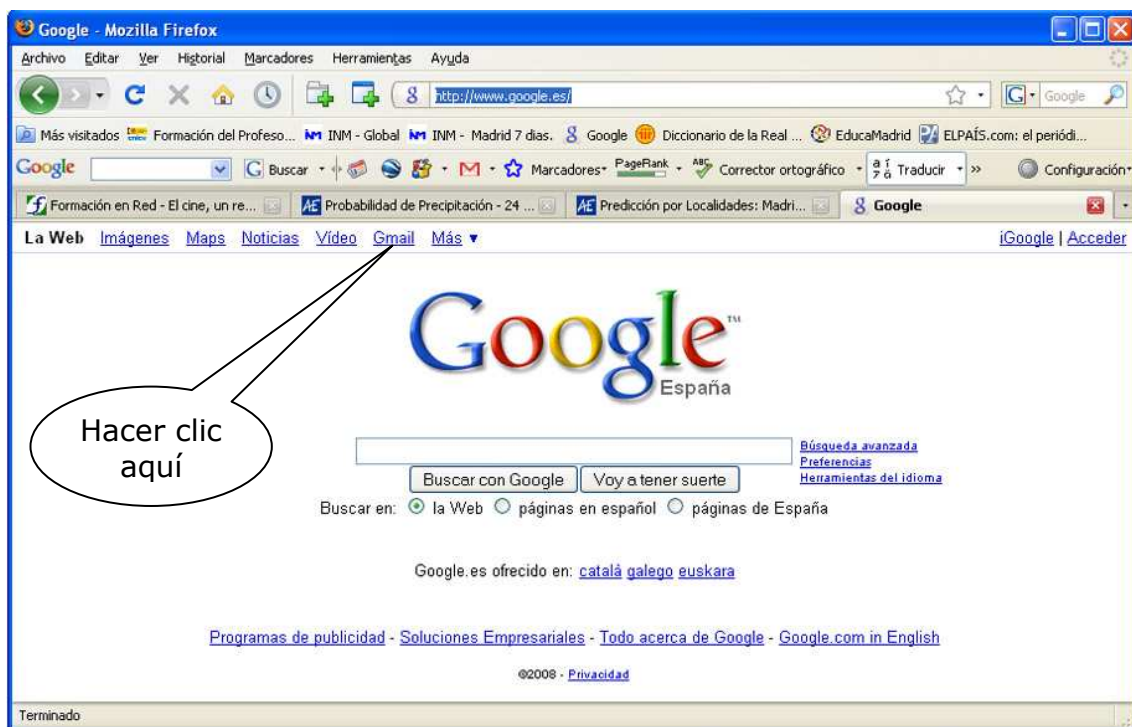 Google - Mozilla Firefox
Archivo Editar Ver Historial Marcadores Herramientas Ayuda
http://www.google.es/ G Google
Más visitados Formación del Profeso... INM - Global INM - Madrid 7 dias. Google Diccionario de la Real ... EducaMadrid ELPAÍS.com: el periódi...
Google G Buscar Marcadores PageRank ABC Corrector ortográfico Traducir » Configuración
Formación en Red - El cine, un re... AE Probabilidad de Precipitación - 24 ... AE Predicción por Localidades: Madri... Google
La Web Imágenes Maps Noticias Vídeo Gmail Más ▼ iGoogle | Acceder
Google™
España
Hacer clic
aquí
Búsqueda avanzada
Preferencias
Herramientas del idioma
Buscar con Google Voy a tener suerte
Buscar en: la Web páginas en español páginas de España
Google.es ofrecido en: català galego euskara
Programas de publicidad - Soluciones Empresariales - Todo acerca de Google - Google.com in English
©2008 - Privacidad
Terminado